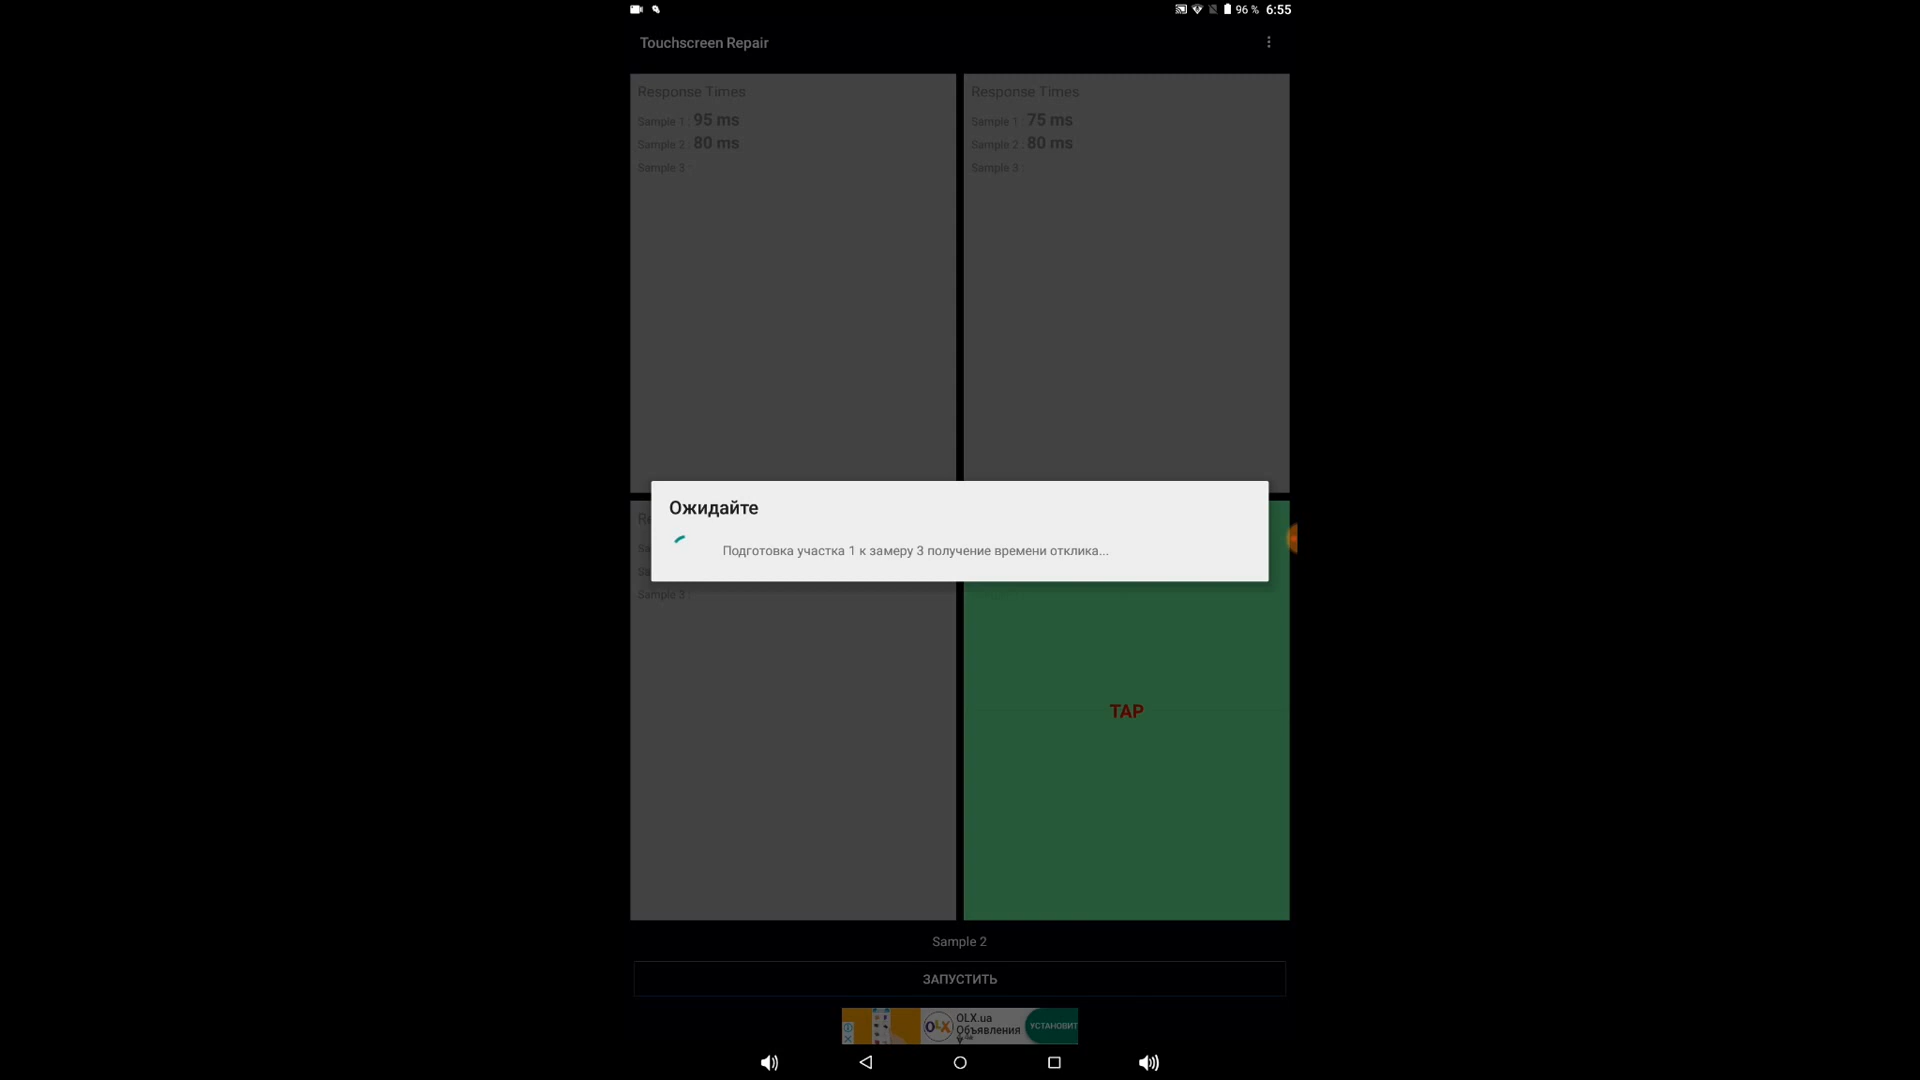 96 % 6:55
Touchscreen Repair
Response Times
Sample 1 : 95 ms
Sample 2 : 80 ms
Sample 3 :
Response Times
Sample 1 : 75 ms
Sample 2 : 80 ms
Sample 3 :
Ожидайте
Подготовка участка 1 к замеру 3 получение времени отклика...
Sample 3 :
TAP
Sample 2
ЗАПУСТИТЬ
OLX
OLX.ua
Объявления
УСТАНОВИТ